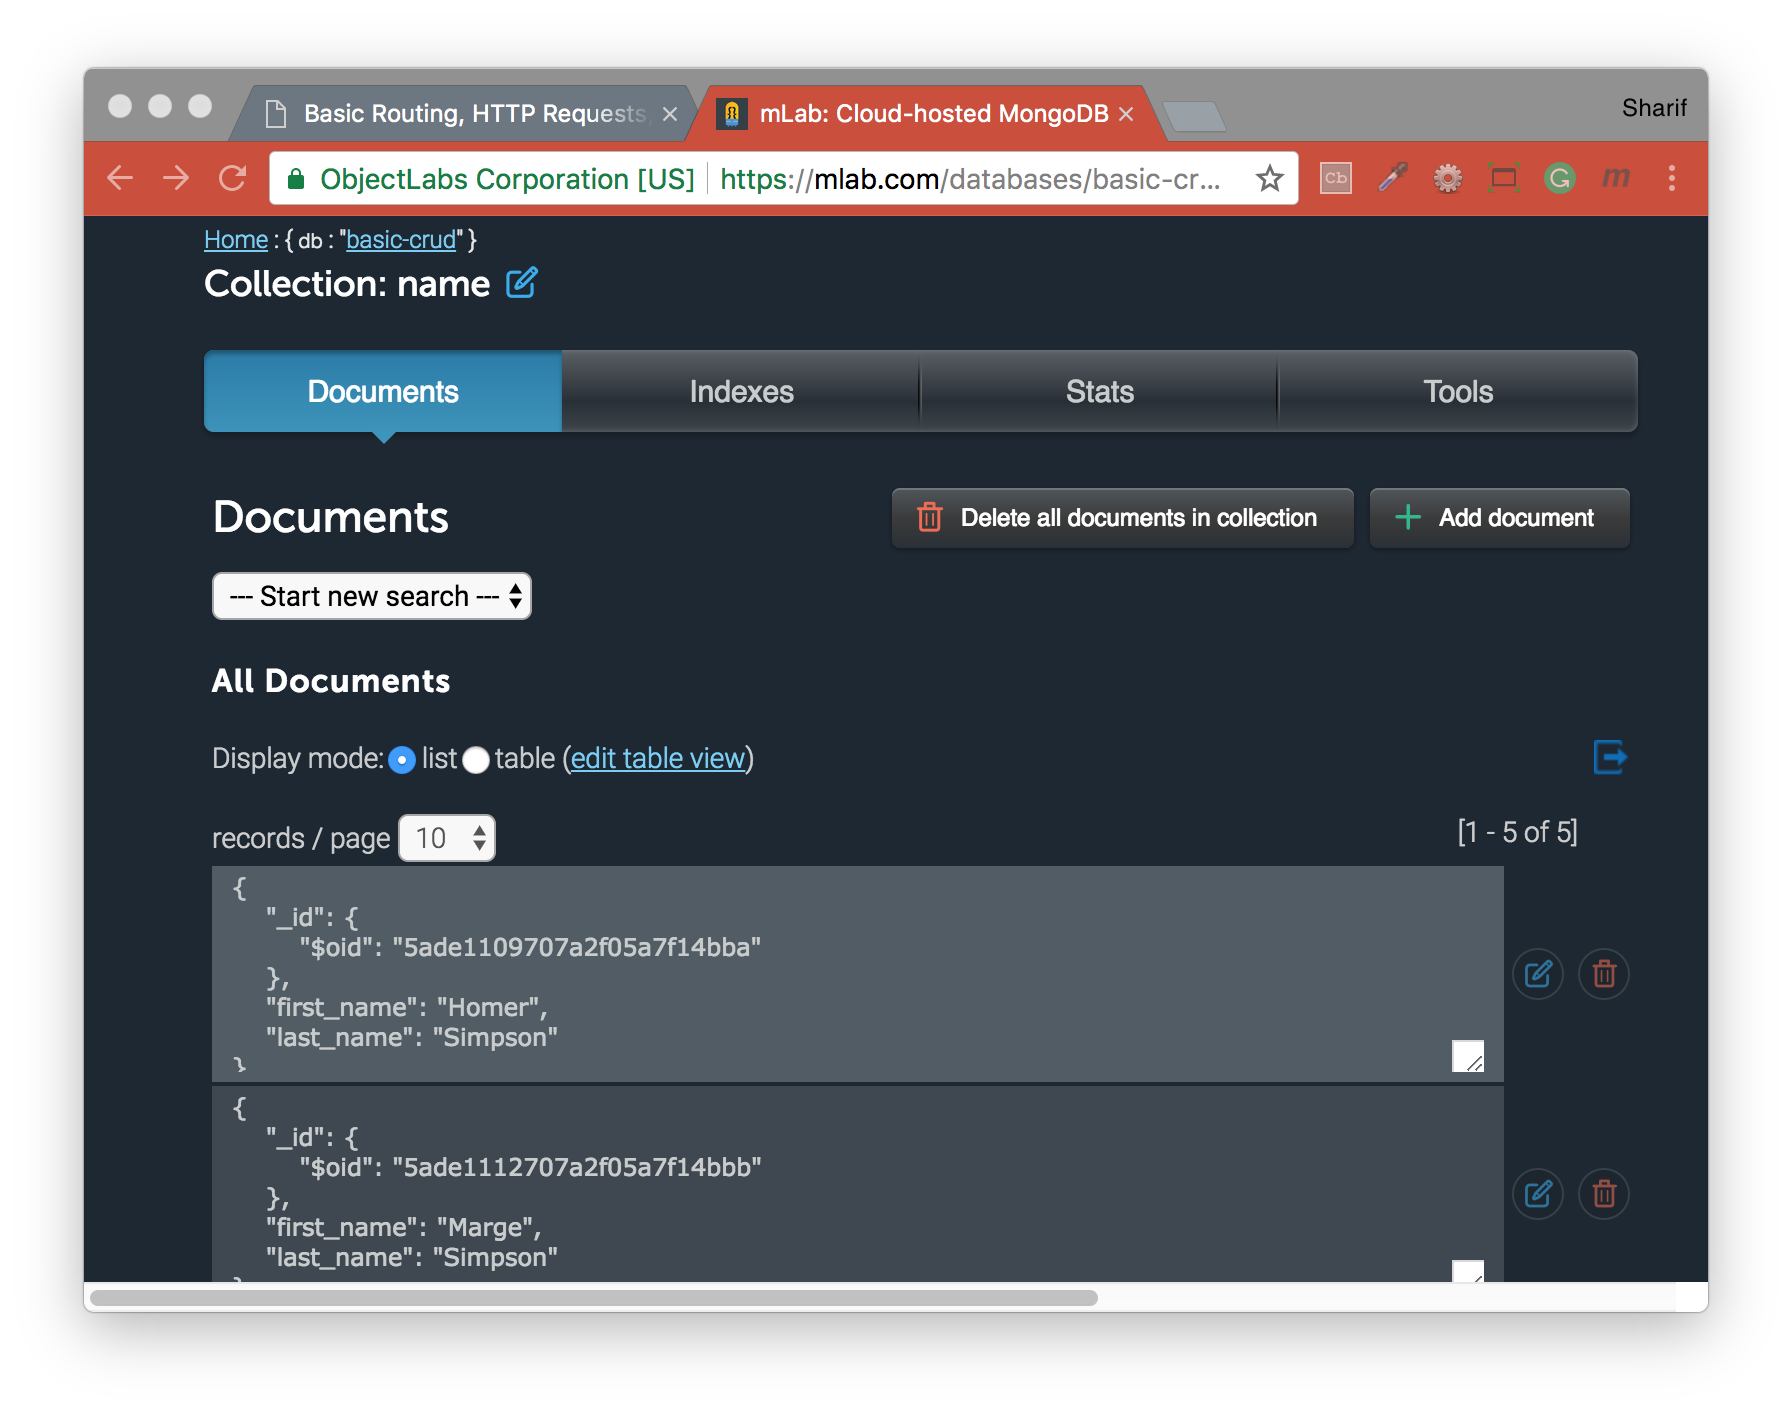 Basic Routing, HTTP Requests,
mLab: Cloud-hosted MongoDB
Sharif
ObjectLabs Corporation [US] https://mlab.com/databases/basic-cr...
Cb
G
m
Home : { db : "basic-crud" }
Collection: name
Documents
Indexes
Stats
Tools
Documents
Delete all documents in collection
Add document
--- Start new search ---
All Documents
Display mode: list table (edit table view)
records / page 10
[1 - 5 of 5]
{
"_id": {
"$oid": "5ade1109707a2f05a7f14bba"
},
"first_name": "Homer",
"last_name": "Simpson"
}
{
"_id": {
"$oid": "5ade1112707a2f05a7f14bbb"
},
"first_name": "Marge",
"last_name": "Simpson"
}